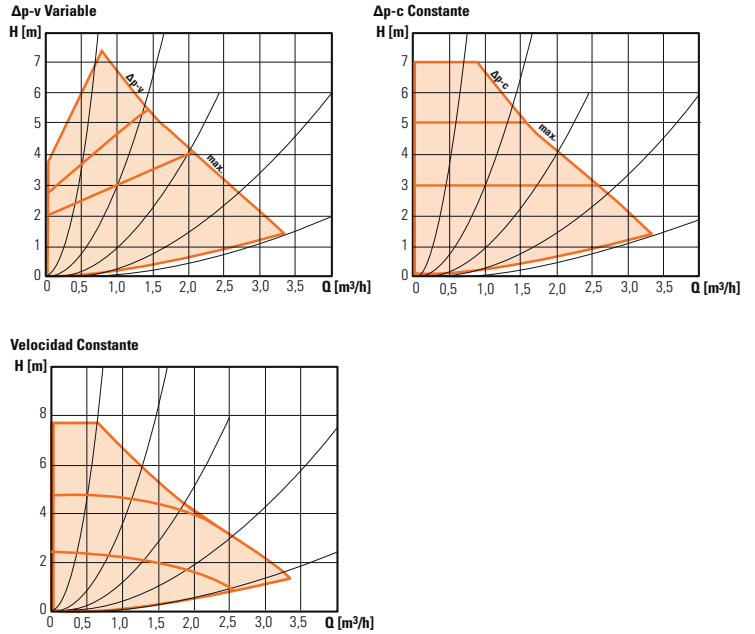 Δp-v Variable
H [m]
7
6
5
4
3
2
1
0
0 0,5 1,0 1,5 2,0 2,5 3,0 3,5 Q [m³/h]
Δp-v
max.
Δp-c Constante
H [m]
7
6
5
4
3
2
1
0
0 0,5 1,0 1,5 2,0 2,5 3,0 3,5 Q [m³/h]
Δp-c
max.
Velocidad Constante
H [m]
8
6
4
2
0
0 0,5 1,0 1,5 2,0 2,5 3,0 3,5 Q [m³/h]